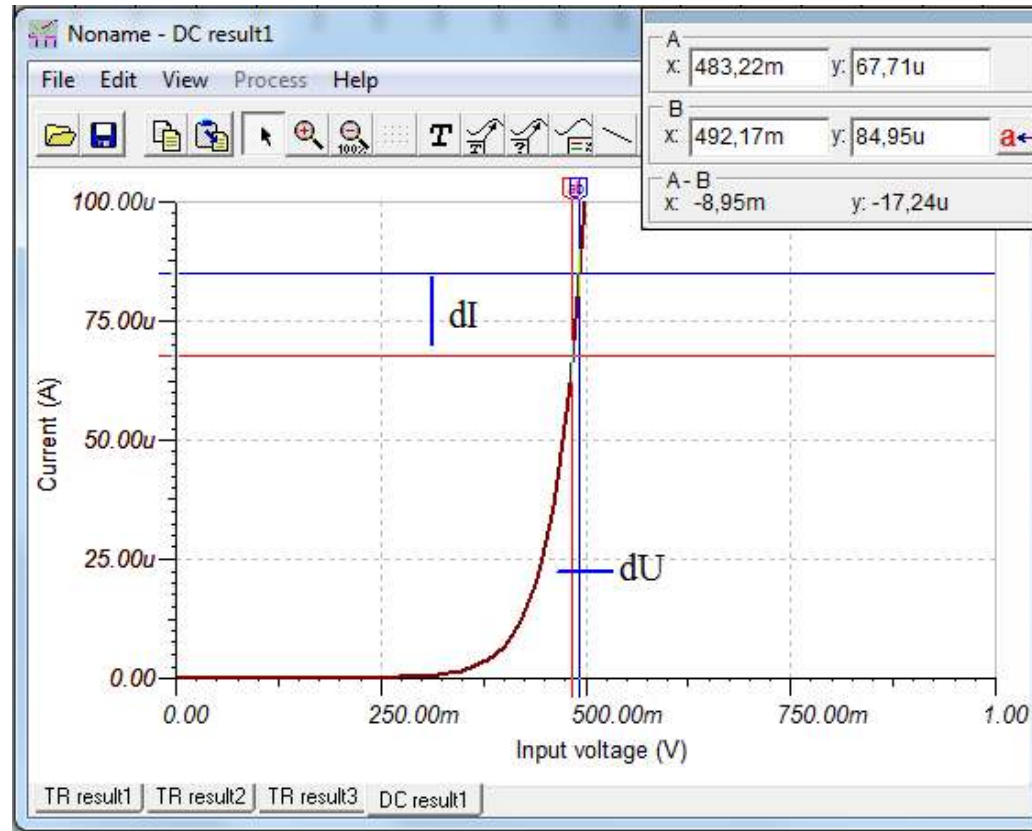 Noname - DC result1
File Edit View Process Help
100%
T
T
?
A
x: 483,22m y: 67,71u
B
x: 492,17m y: 84,95u
a
A - B
x: -8,95m y: -17,24u
100.00u
75.00u
50.00u
25.00u
0.00
Current (A)
dI
dU
0.00 250.00m 500.00m 750.00m 1.00
Input voltage (V)
TR result1 TR result2 TR result3 DC result1